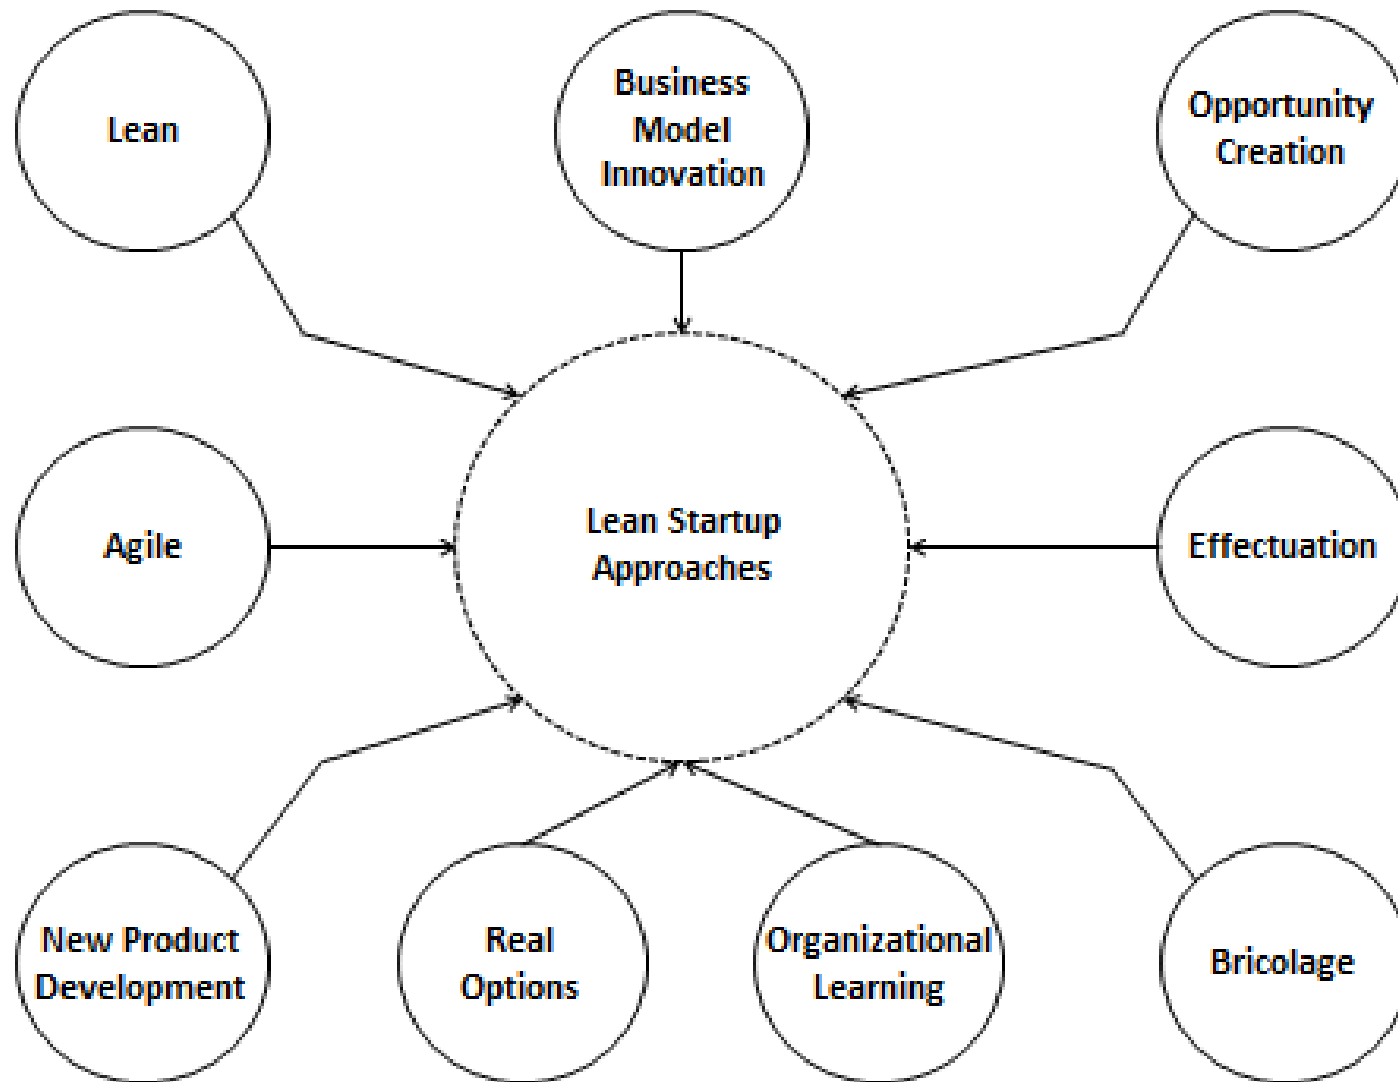 Lean
Business
Model
Innovation
Opportunity
Creation
Agile
Lean Startup
Approaches
Effectuation
New Product
Development
Real
Options
Organizational
Learning
Bricolage